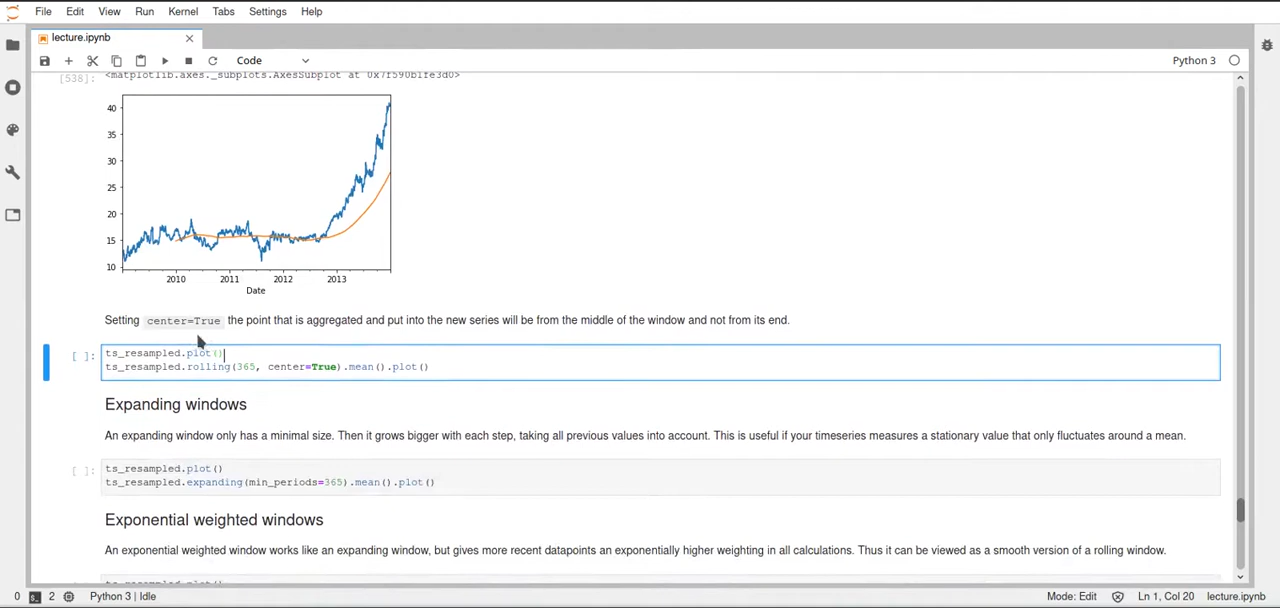 File Edit View Run Kernel Tabs Settings Help
lecture.ipynb
Code
Python 3
[538]: <matplotlib.axes._subplots.AxesSubplot at 0x7f590b1fe3d0>
40
35
30
25
20
15
10
2010 2011 2012 2013
Date
Setting center=True the point that is aggregated and put into the new series will be from the middle of the window and not from its end.
[ ]: ts_resampled.plot()
ts_resampled.rolling(365, center=True).mean().plot()
Expanding windows
An expanding window only has a minimal size. Then it grows bigger with each step, taking all previous values into account. This is useful if your timeseries measures a stationary value that only fluctuates around a mean.
[ ]: ts_resampled.plot()
ts_resampled.expanding(min_periods=365).mean().plot()
Exponential weighted windows
An exponential weighted window works like an expanding window, but gives more recent datapoints an exponentially higher weighting in all calculations. Thus it can be viewed as a smooth version of a rolling window.
0 2 Python 3 | Idle Mode: Edit Ln 1, Col 20 lecture.ipynb